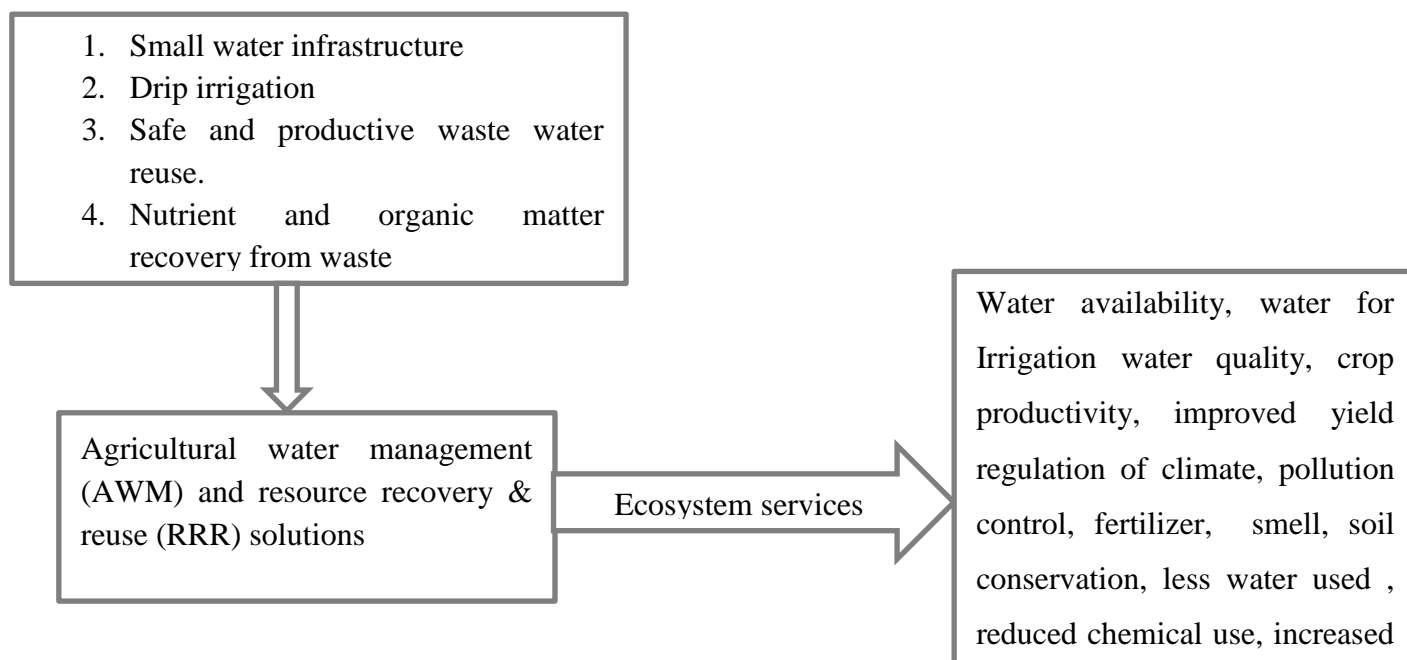 1. Small water infrastructure
2. Drip irrigation
3. Safe and productive waste water
reuse.
4. Nutrient and organic matter
recovery from waste
Agricultural water management
(AWM) and resource recovery &
reuse (RRR) solutions
Ecosystem services
Water availability, water for
Irrigation water quality, crop
productivity, improved yield
regulation of climate, pollution
control, fertilizer, smell, soil
conservation, less water used ,
reduced chemical use, increased